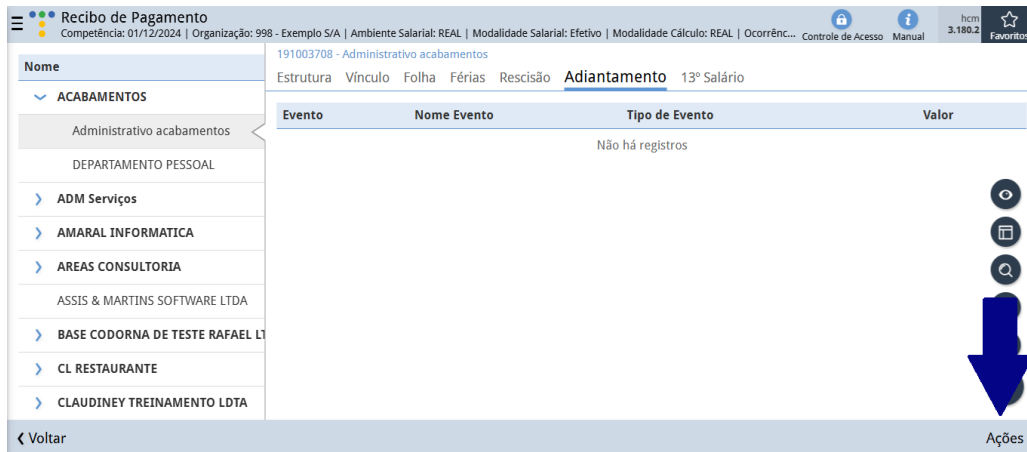 Recibo de Pagamento
Competência: 01/12/2024 | Organização: 998 - Exemplo S/A | Ambiente Salarial: REAL | Modalidade Salarial: Efetivo | Modalidade Cálculo: REAL | Ocorrênc...
Controle de Acesso
Manual
hcm
3.180.2
Favoritos
Nome
ACABAMENTOS
Administrativo acabamentos
DEPARTAMENTO PESSOAL
ADM Serviços
AMARAL INFORMATICA
AREAS CONSULTORIA
ASSIS & MARTINS SOFTWARE LTDA
BASE CODORNA DE TESTE RAFAEL LT
CL RESTAURANTE
CLAUDINEY TREINAMENTO LDTA
191003708 - Administrativo acabamentos
Estrutura Vínculo Folha Férias Rescisão Adiantamento 13º Salário
Evento Nome Evento Tipo de Evento Valor
Não há registros
Voltar
Ações